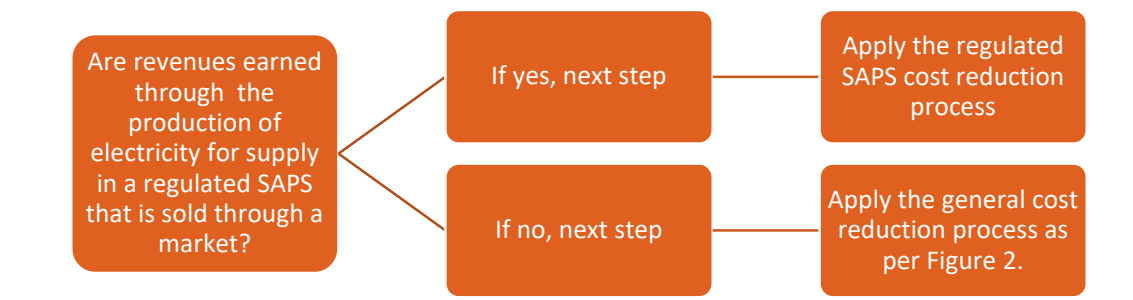 Are revenues earned
through the
production of
electricity for supply
in a regulated SAPS
that is sold through a
market?
If yes, next step
Apply the regulated
SAPS cost reduction
process
If no, next step
Apply the general cost
reduction process as
per Figure 2.